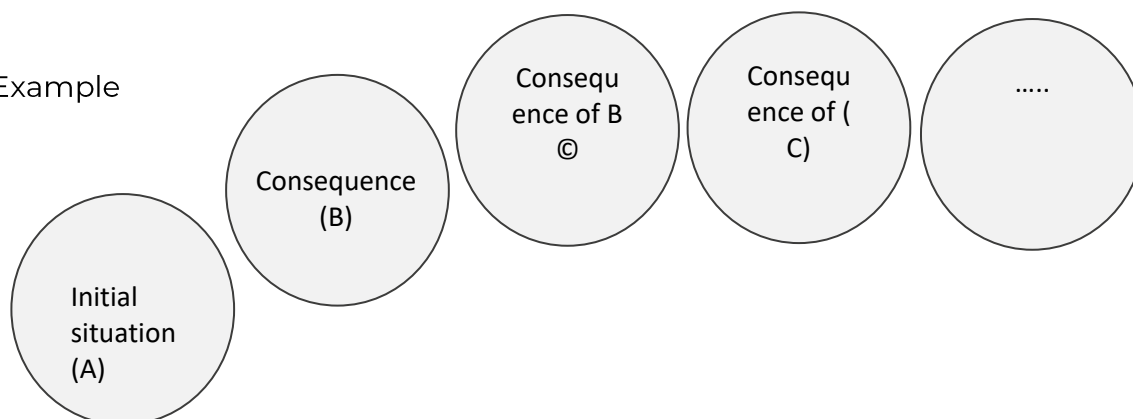 Example
Initial
situation
(A)
Consequence
(B)
Consequ
ence of B
©
Consequ
ence of (
C)
.....